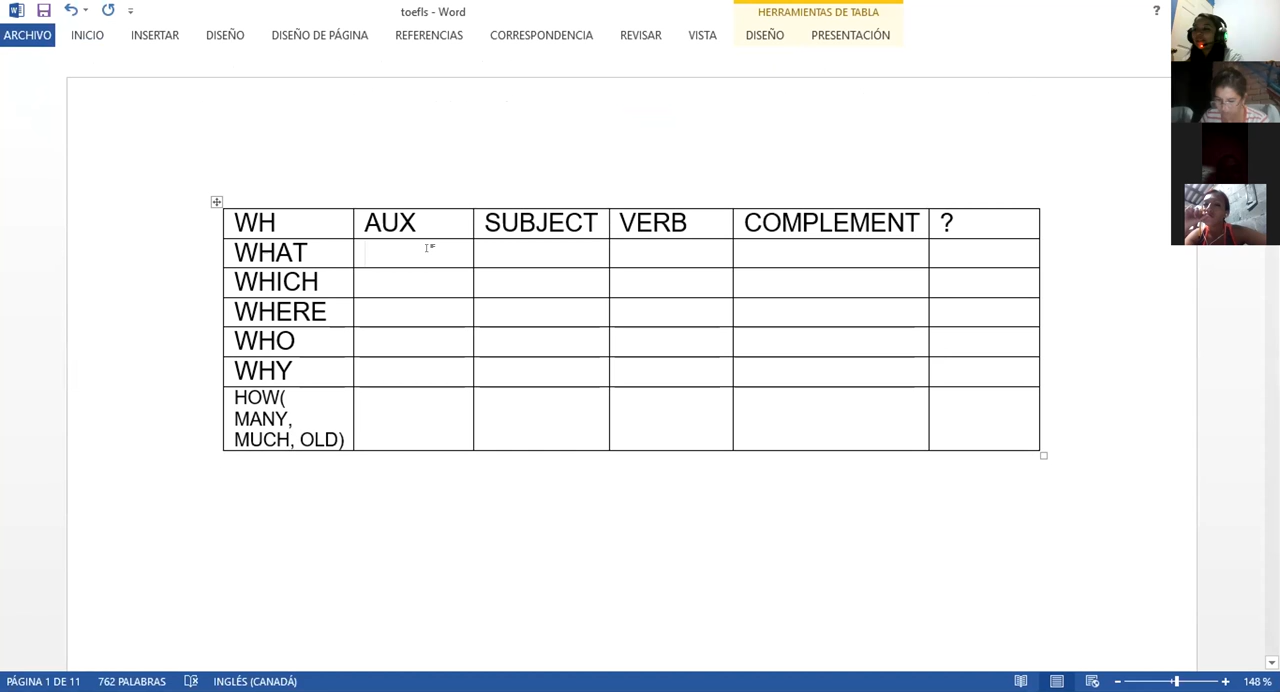 toefls - Word
HERRAMIENTAS DE TABLA
?
ARCHIVO INICIO INSERTAR DISEÑO DISEÑO DE PÁGINA REFERENCIAS CORRESPONDENCIA REVISAR VISTA DISEÑO PRESENTACIÓN
WH AUX SUBJECT VERB COMPLEMENT ?
WHAT
WHICH
WHERE
WHO
WHY
HOW(
MANY,
MUCH, OLD)
PÁGINA 1 DE 11 762 PALABRAS INGLÉS (CANADÁ) 148 %